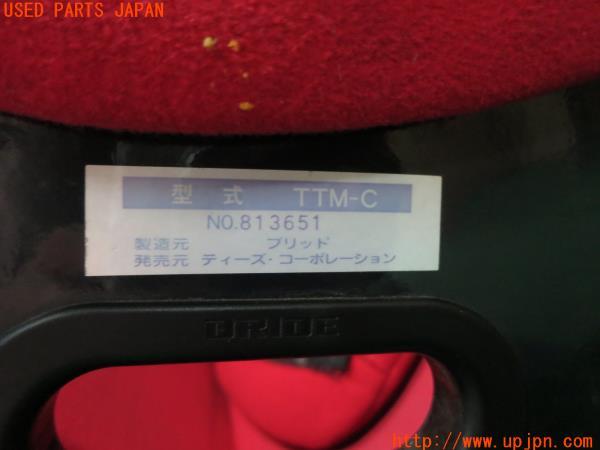 USED PARTS JAPAN
型式 TTM-C
NO.813651
製造元 ブリッド
発売元 ティーズ・コーポレーション
BRIDE
http://www.upjpn.com/